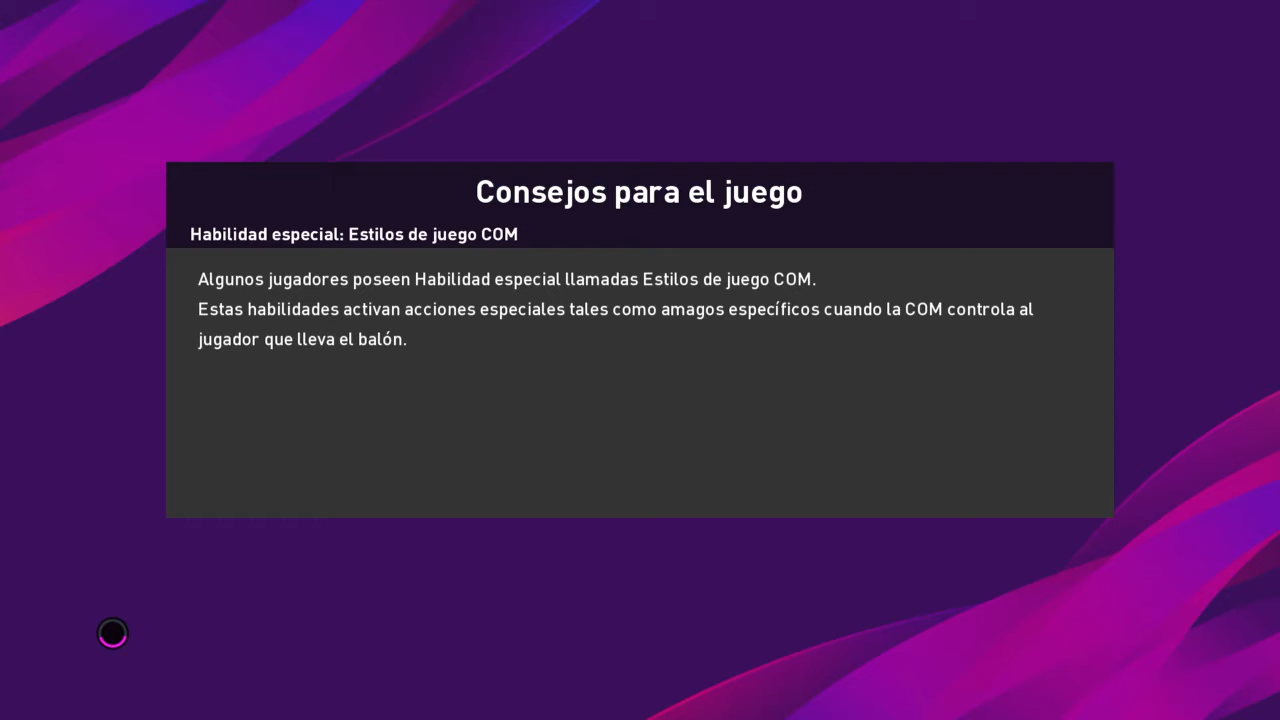 Consejos para el juego
Habilidad especial: Estilos de juego COM
Algunos jugadores poseen Habilidad especial llamadas Estilos de juego COM.
Estas habilidades activan acciones especiales tales como amagos específicos cuando la COM controla al
jugador que lleva el balón.